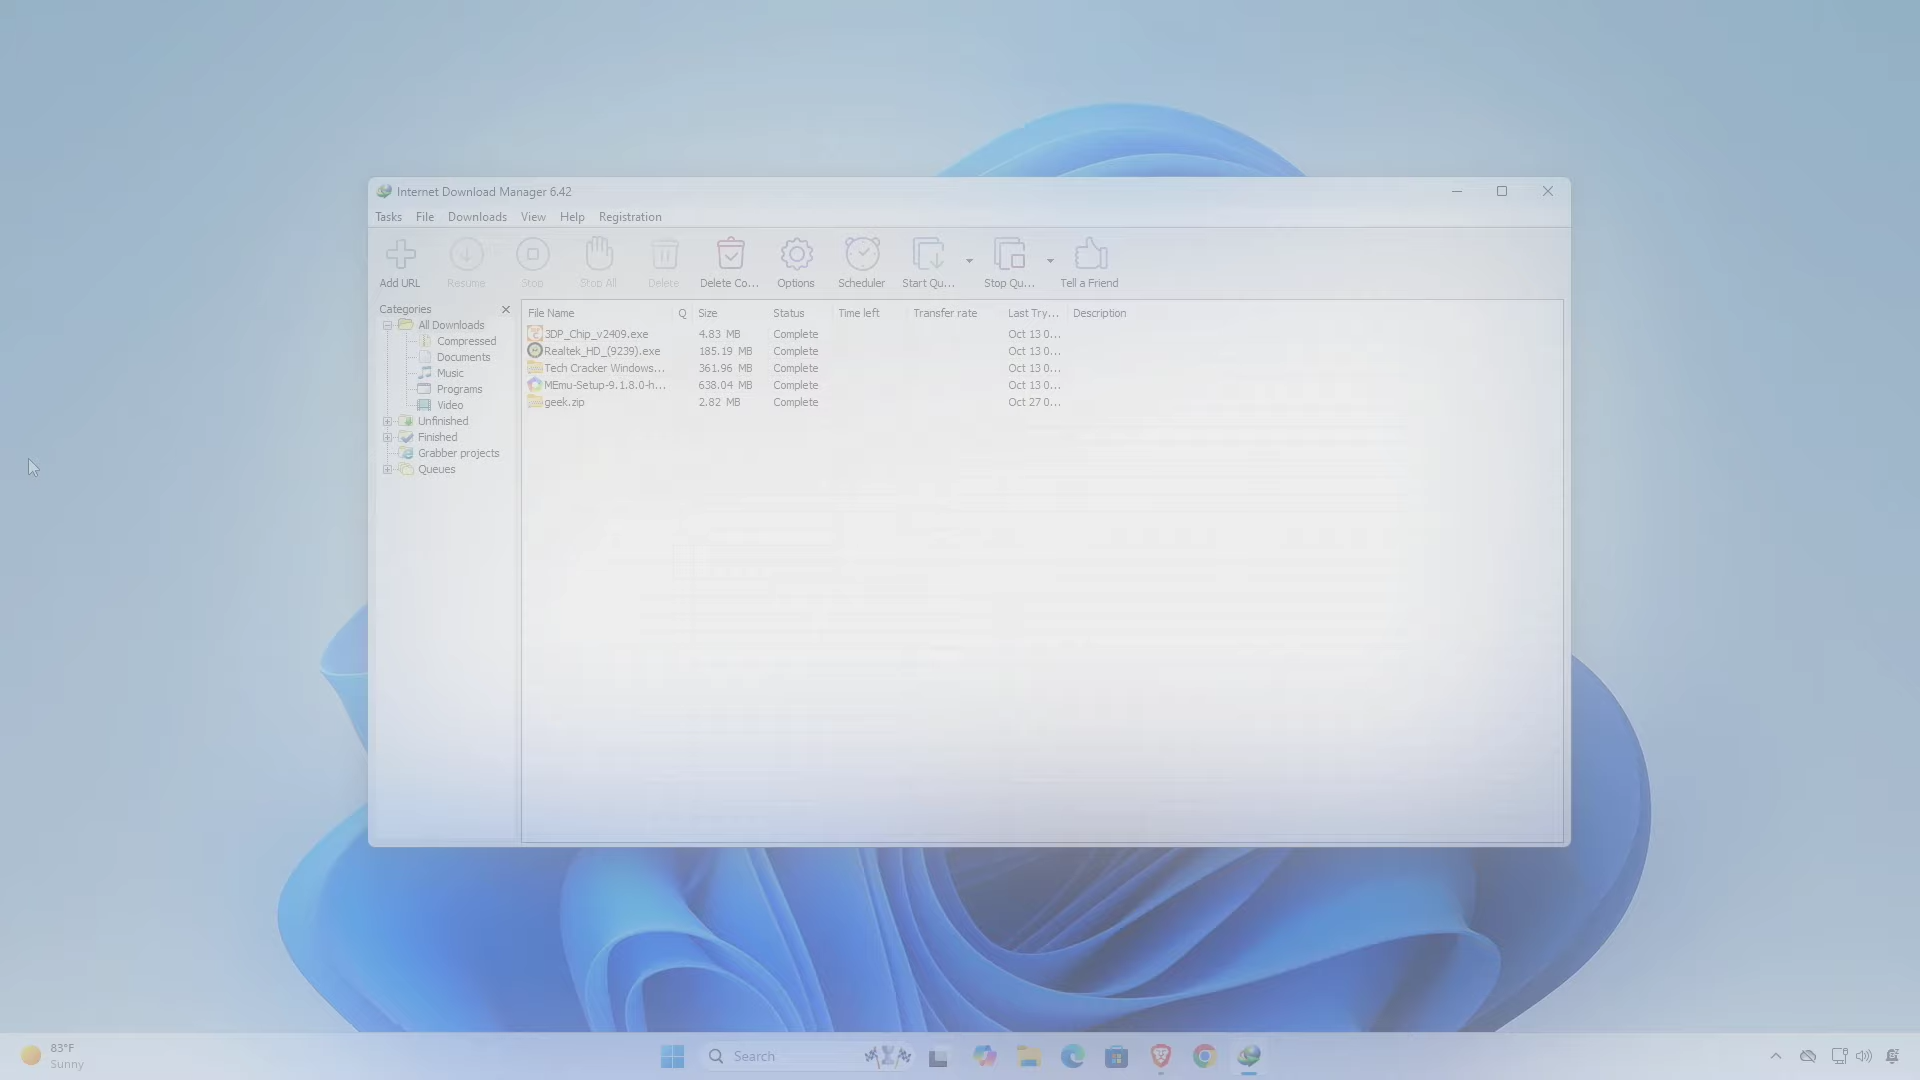 Internet Download Manager 6.42
Tasks File Downloads View Help Registration
Add URL Resume Stop Stop All Delete Delete Co... Options Scheduler Start Qu... Stop Qu... Tell a Friend
Categories
All Downloads
Compressed
Documents
Music
Programs
Video
Unfinished
Finished
Grabber projects
Queues
File Name Q Size Status Time left Transfer rate Last Try... Description
3DP_Chip_v2409.exe 4.83 MB Complete Oct 13 0...
Realtek_HD_(9239).exe 185.19 MB Complete Oct 13 0...
Tech Cracker Windows... 361.96 MB Complete Oct 13 0...
MEmu-Setup-9.1.8.0-h... 638.04 MB Complete Oct 13 0...
geek.zip 2.82 MB Complete Oct 27 0...
83°F
Sunny
Search